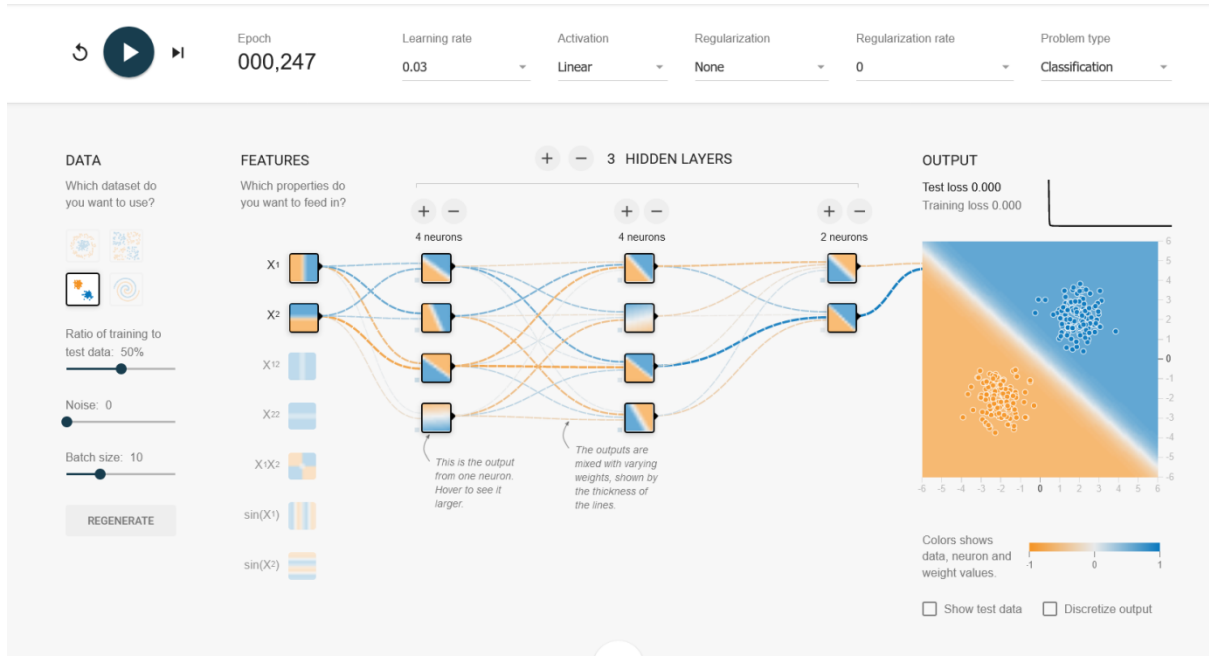 Epoch
000,247
Learning rate
0.03
Activation
Linear
Regularization
None
Regularization rate
0
Problem type
Classification
DATA
Which dataset do
you want to use?
Ratio of training to
test data: 50%
Noise: 0
Batch size: 10
REGENERATE
FEATURES
Which properties do
you want to feed in?
X1
X2
X12
X22
X1X2
sin(X1)
sin(X2)
+ − 3 HIDDEN LAYERS
+ −
4 neurons
+ −
4 neurons
+ −
2 neurons
This is the output
from one neuron.
Hover to see it
larger.
The outputs are
mixed with varying
weights, shown by
the thickness of
the lines.
OUTPUT
Test loss 0.000
Training loss 0.000
6
5
4
3
2
1
0
-1
-2
-3
-4
-5
-6
-6 -5 -4 -3 -2 -1 0 1 2 3 4 5 6
Colors shows
data, neuron and
weight values.
-1 0 1
Show test data
Discretize output